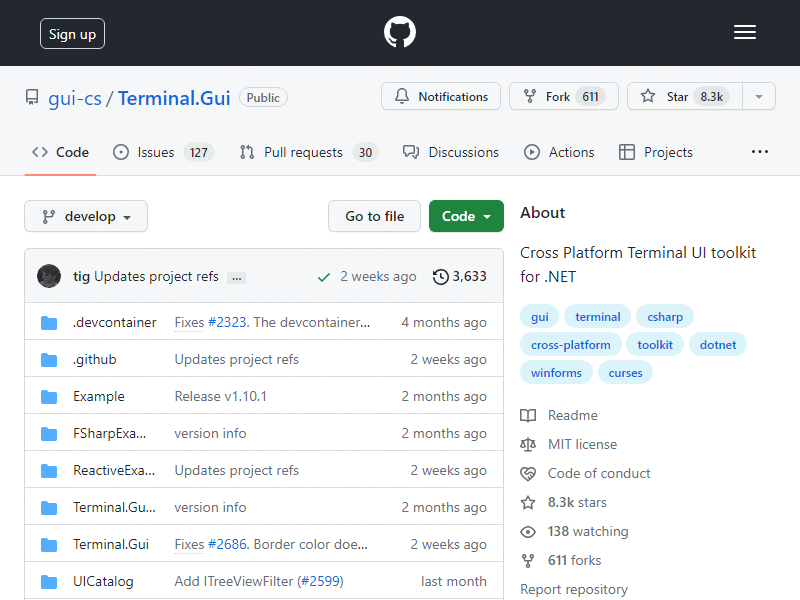 Sign up
gui-cs / Terminal.Gui Public
Notifications Fork 611 Star 8.3k
Code Issues 127 Pull requests 30 Discussions Actions Projects ...
develop Go to file Code
tig Updates project refs ... 2 weeks ago 3,633
.devcontainer Fixes #2323. The devcontainer... 4 months ago
.github Updates project refs 2 weeks ago
Example Release v1.10.1 2 months ago
FSharpExa... version info 2 months ago
ReactiveExa... Updates project refs 2 weeks ago
Terminal.Gu... version info 2 months ago
Terminal.Gui Fixes #2686. Border color doe... 2 weeks ago
UICatalog Add ITreeViewFilter (#2599) last month
About
Cross Platform Terminal UI toolkit
for .NET
gui terminal csharp
cross-platform toolkit dotnet
winforms curses
Readme
MIT license
Code of conduct
8.3k stars
138 watching
611 forks
Report repository